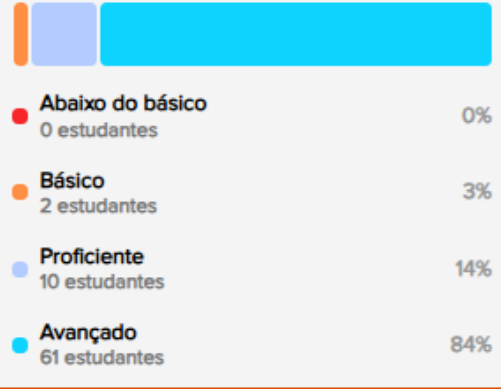 Abaixo do básico
0 estudantes
0%
Básico
2 estudantes
3%
Proficiente
10 estudantes
14%
Avançado
61 estudantes
84%